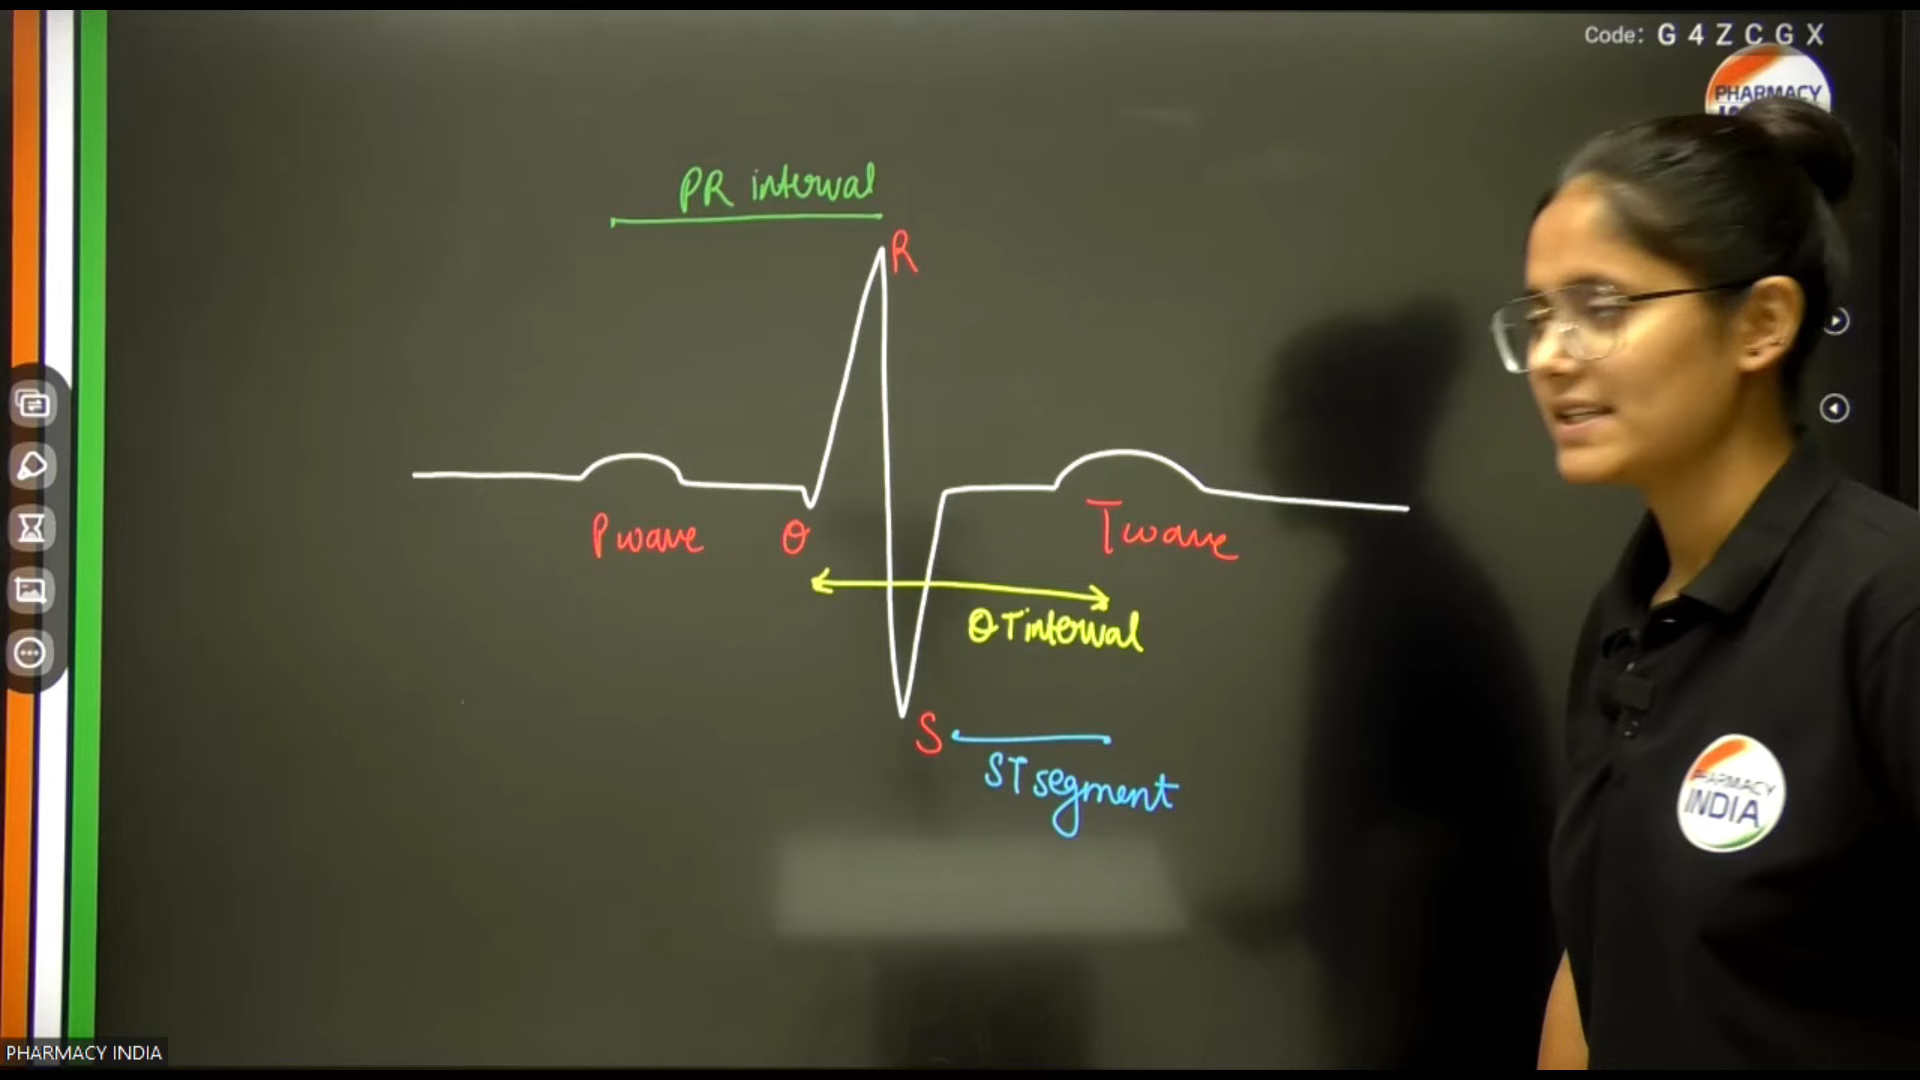 Code: G 4 Z C G X
PHARMACY
PR interval
R
P wave
Q
T wave
QT interval
S
ST segment
PHARMACY
INDIA
PHARMACY INDIA